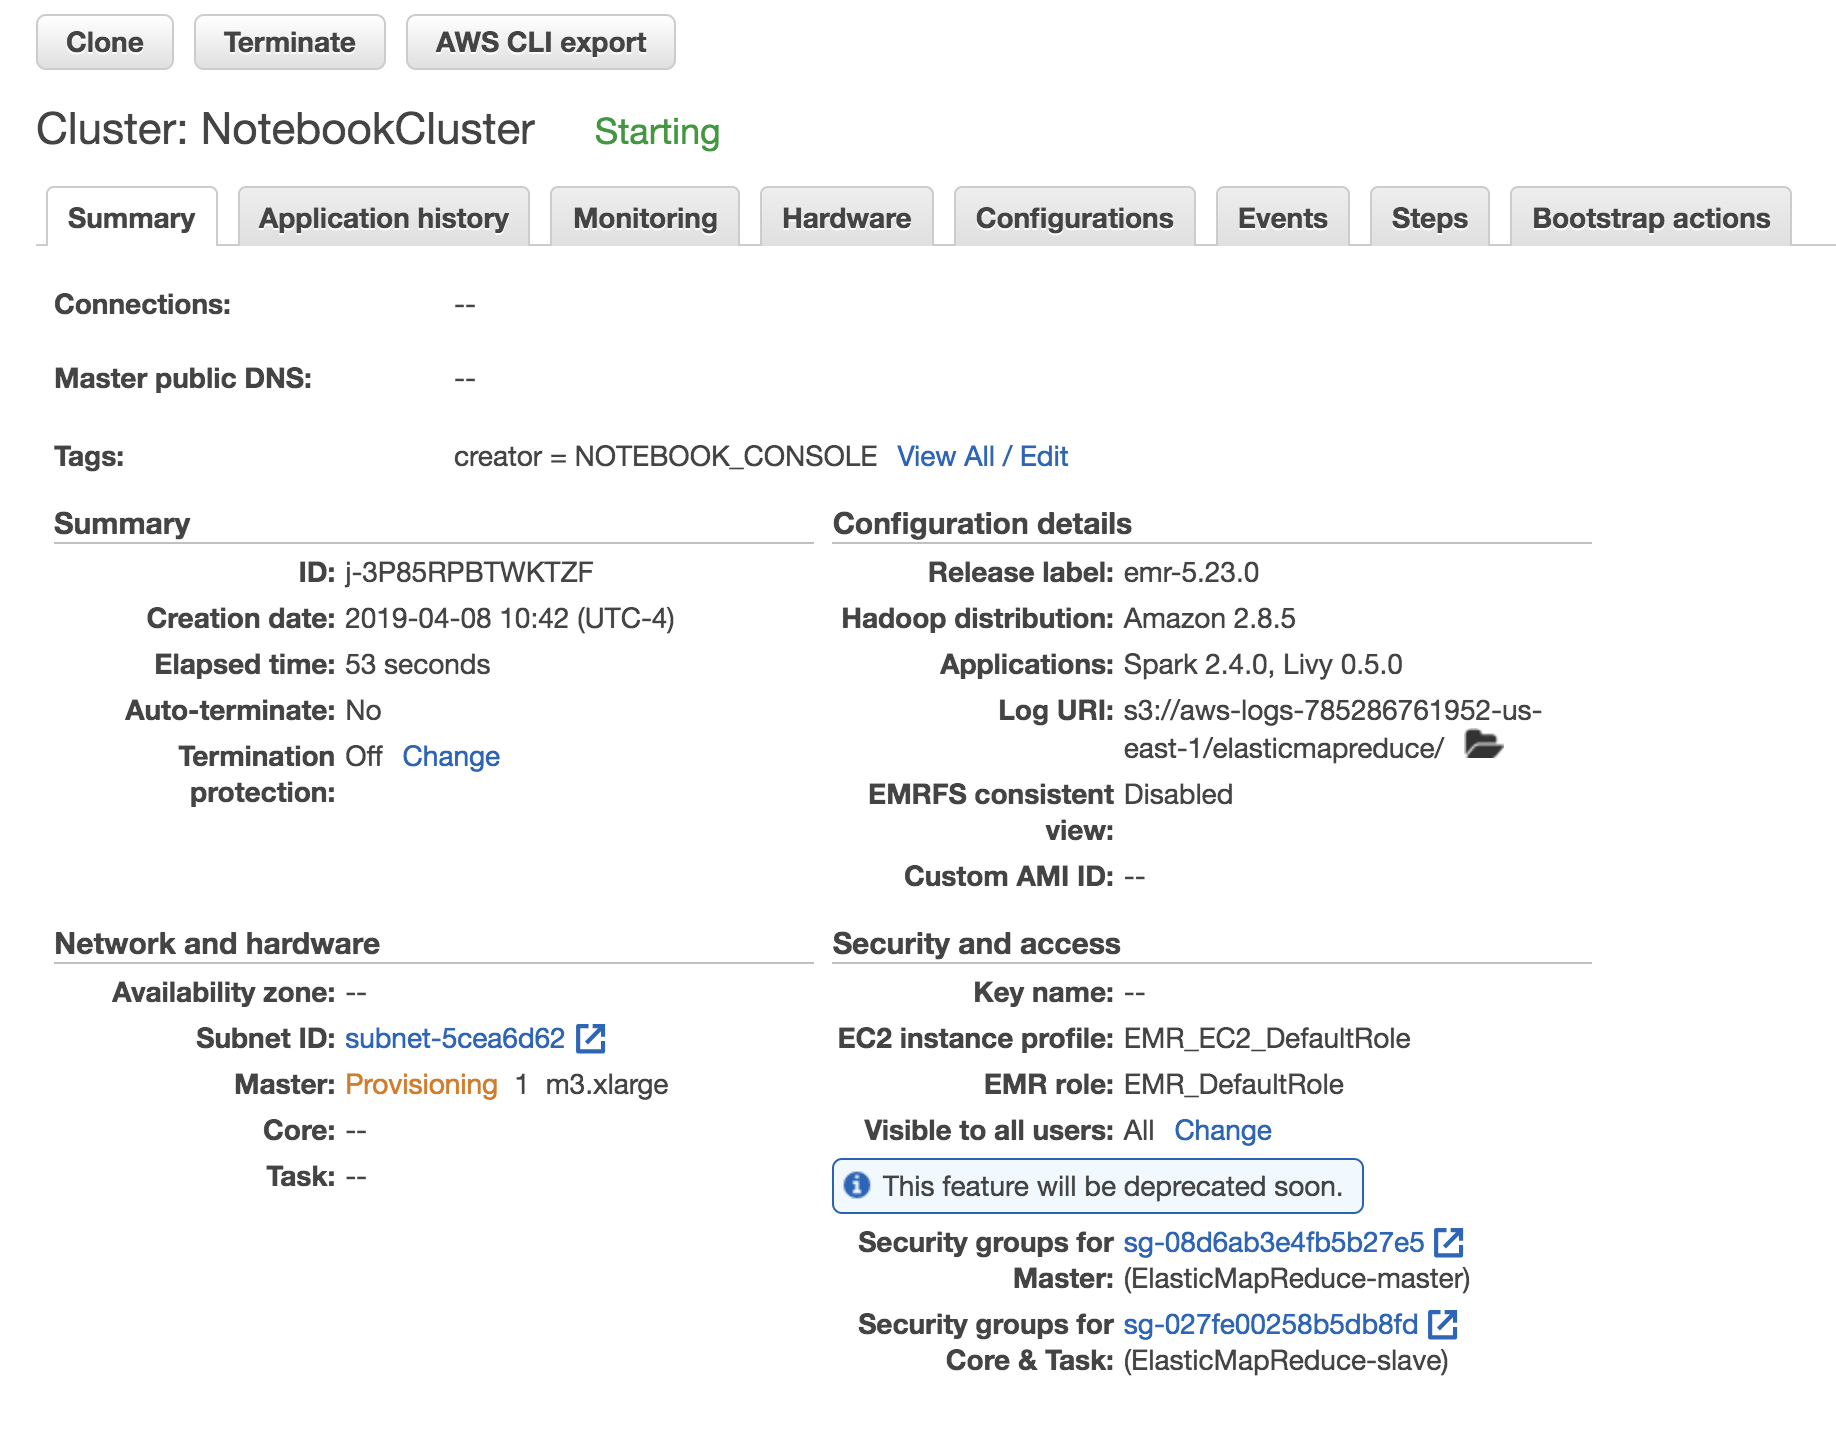 Clone Terminate AWS CLI export
Cluster: NotebookCluster Starting
Summary Application history Monitoring Hardware Configurations Events Steps Bootstrap actions
Connections: --
Master public DNS: --
Tags: creator = NOTEBOOK_CONSOLE View All / Edit
Summary
ID: j-3P85RPBTWKTZF
Creation date: 2019-04-08 10:42 (UTC-4)
Elapsed time: 53 seconds
Auto-terminate: No
Termination Off Change
protection:
Configuration details
Release label: emr-5.23.0
Hadoop distribution: Amazon 2.8.5
Applications: Spark 2.4.0, Livy 0.5.0
Log URI: s3://aws-logs-785286761952-us-
east-1/elasticmapreduce/
EMRFS consistent Disabled
view:
Custom AMI ID: --
Network and hardware
Availability zone: --
Subnet ID: subnet-5cea6d62
Master: Provisioning 1 m3.xlarge
Core: --
Task: --
Security and access
Key name: --
EC2 instance profile: EMR_EC2_DefaultRole
EMR role: EMR_DefaultRole
Visible to all users: All Change
This feature will be deprecated soon.
Security groups for sg-08d6ab3e4fb5b27e5
Master: (ElasticMapReduce-master)
Security groups for sg-027fe00258b5db8fd
Core & Task: (ElasticMapReduce-slave)